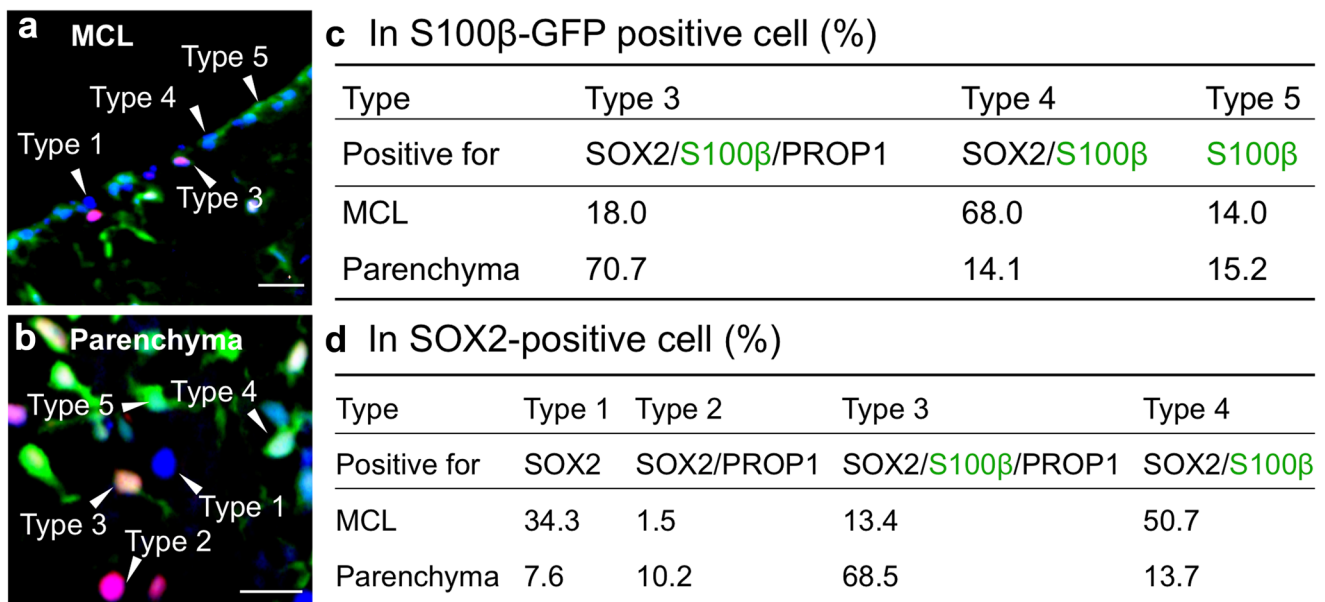 a MCL
Type 5
Type 4
Type 1
Type 3
b Parenchyma
Type 4
Type 5
Type 1
Type 3
Type 2
c In S100β-GFP positive cell (%)
Type Type 3 Type 4 Type 5
Positive for SOX2/S100β/PROP1 SOX2/S100β S100β
MCL 18.0 68.0 14.0
Parenchyma 70.7 14.1 15.2
d In SOX2-positive cell (%)
Type Type 1 Type 2 Type 3 Type 4
Positive for SOX2 SOX2/PROP1 SOX2/S100β/PROP1 SOX2/S100β
MCL 34.3 1.5 13.4 50.7
Parenchyma 7.6 10.2 68.5 13.7